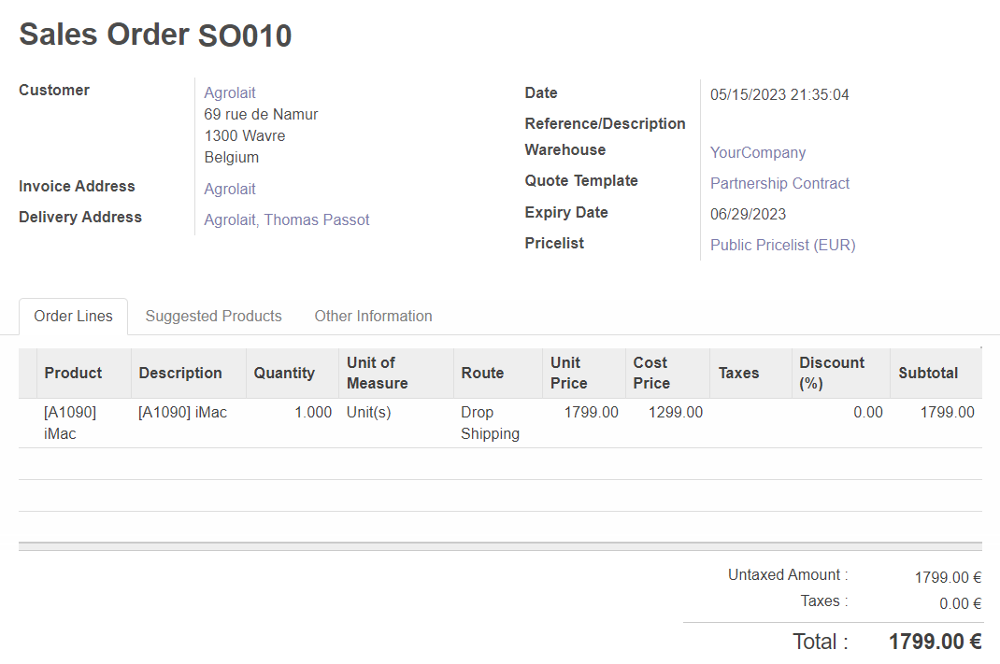 Sales Order SO010
Customer
Agrolait
69 rue de Namur
1300 Wavre
Belgium
Invoice Address
Agrolait
Delivery Address
Agrolait, Thomas Passot
Date
05/15/2023 21:35:04
Reference/Description
Warehouse
YourCompany
Quote Template
Partnership Contract
Expiry Date
06/29/2023
Pricelist
Public Pricelist (EUR)
Order Lines Suggested Products Other Information
Product Description Quantity Unit of Measure Route Unit Price Cost Price Taxes Discount (%) Subtotal
[A1090] iMac [A1090] iMac 1.000 Unit(s) Drop Shipping 1799.00 1299.00 0.00 1799.00
Untaxed Amount : 1799.00 €
Taxes : 0.00 €
Total : 1799.00 €